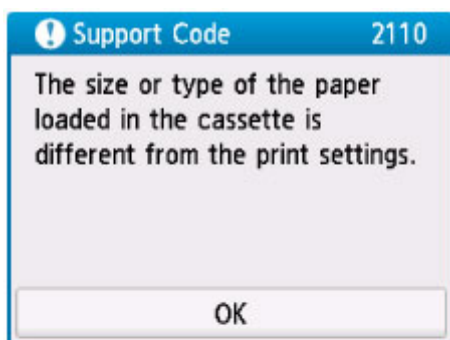 Support Code 2110
The size or type of the paper
loaded in the cassette is
different from the print settings.
OK